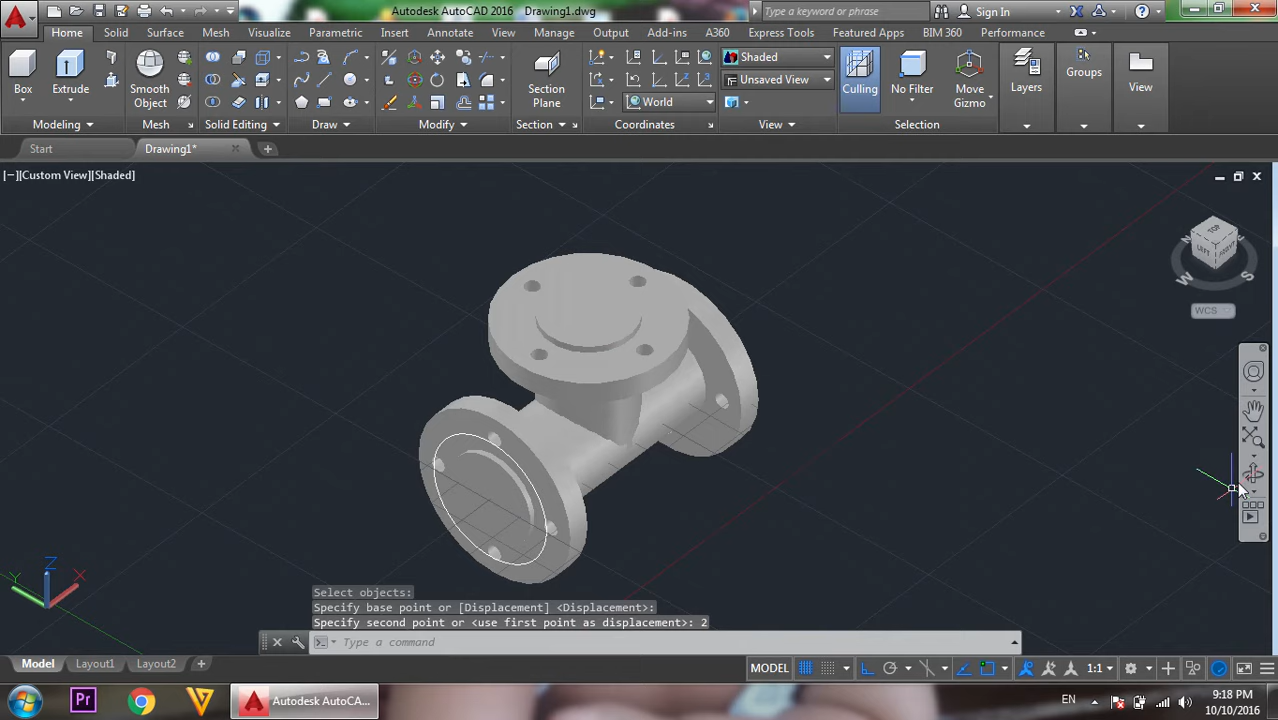 Autodesk AutoCAD 2016 Drawing1.dwg
Type a keyword or phrase
Sign In
Home Solid Surface Mesh Visualize Parametric Insert Annotate View Manage Output Add-ins A360 Express Tools Featured Apps BIM 360 Performance
Box
Extrude
Smooth Object
Section Plane
Shaded
Unsaved View
World
Culling
No Filter
Move Gizmo
Layers
Groups
View
Modeling Mesh Solid Editing Draw Modify Section Coordinates View Selection
Start Drawing1*
[−][Custom View][Shaded]
TOP
LEFT
FRONT
N
W
S
WCS
Z
Y
X
Select objects:
Specify base point or [Displacement] <Displacement>:
Specify second point or <use first point as displacement>: 2
Type a command
Model Layout1 Layout2
MODEL
1:1
Pr
Autodesk AutoCA...
EN
9:18 PM
10/10/2016